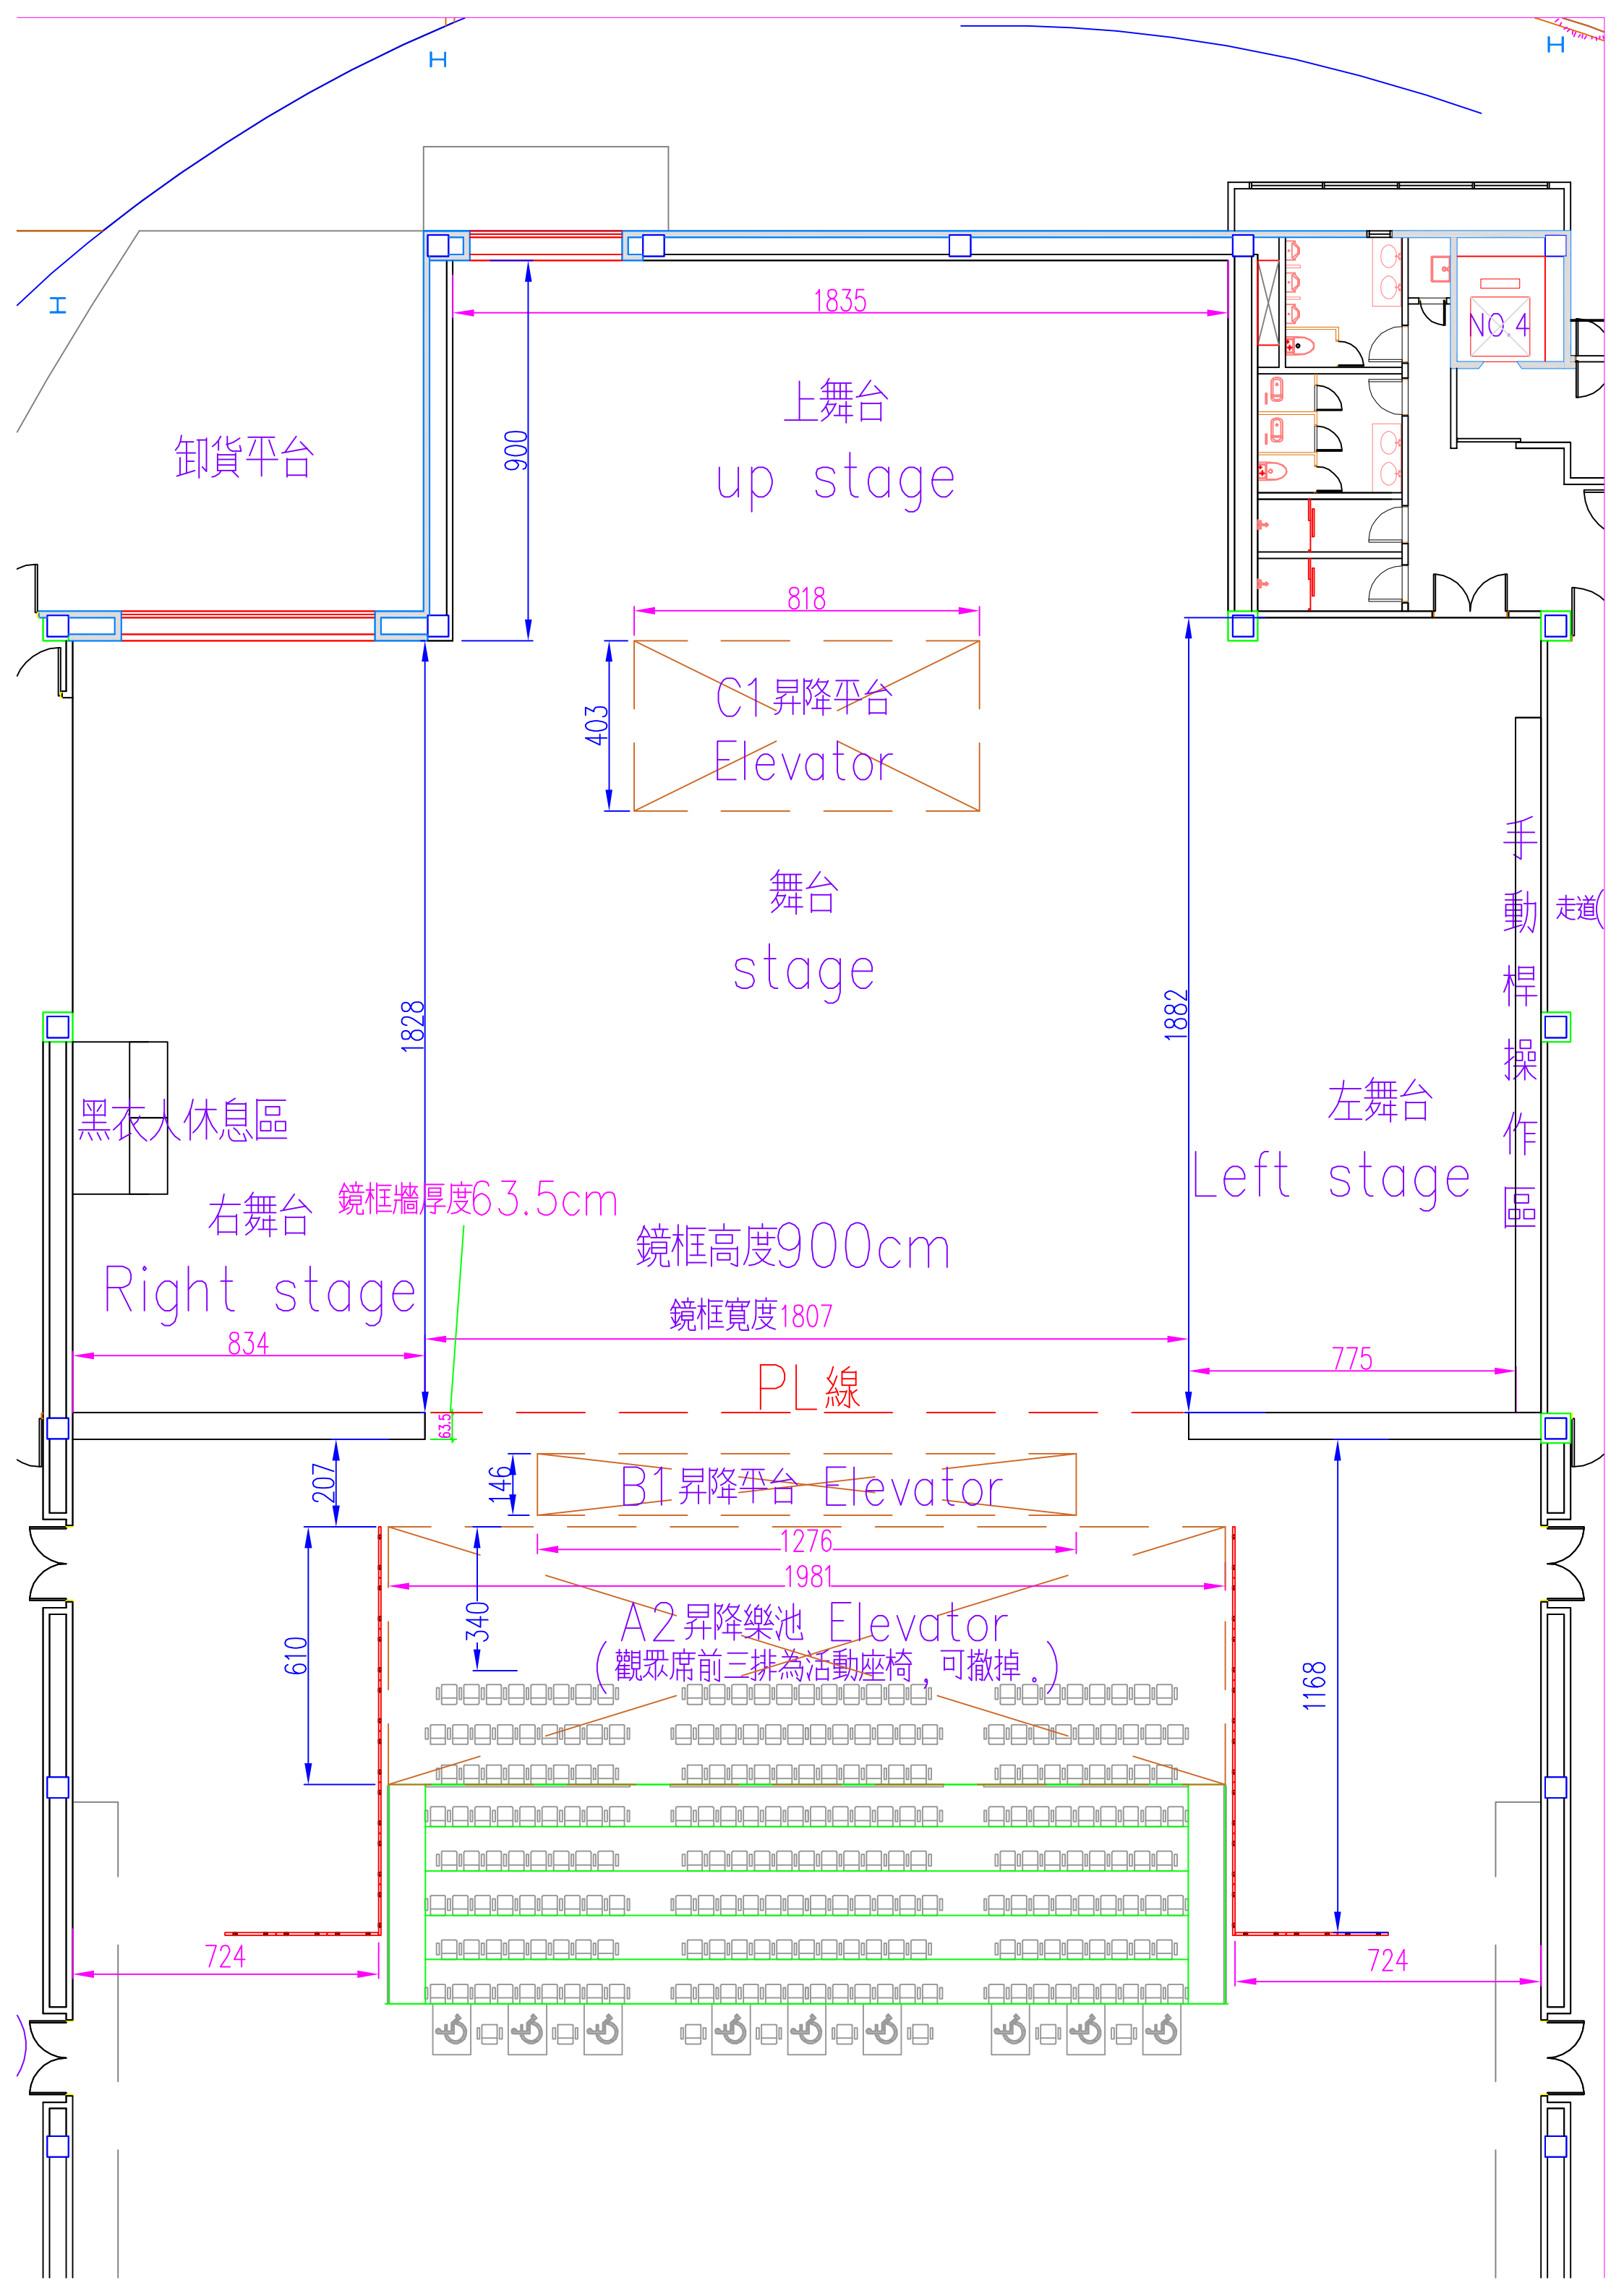 H
H
H
1835
NO.4
上舞台
up stage
900
卸貨平台
818
C1昇降平台
Elevator
403
手動桿操作區
走道(
舞台
stage
1828
1882
黑衣人休息區
左舞台
Left stage
鏡框牆厚度63.5cm
右舞台
Right stage
鏡框高度900cm
鏡框寬度1807
834
775
PL線
63.5
207
146
B1昇降平台 Elevator
1276
1981
340
610
A2昇降樂池 Elevator
(觀眾席前三排為活動座椅，可撤掉。)
1168
724
724
)